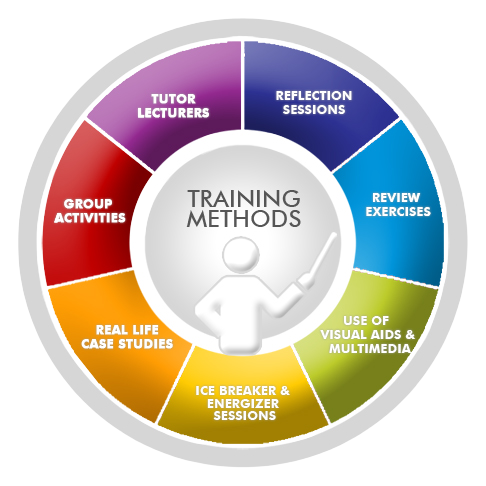 TRAINING
METHODS
REFLECTION
SESSIONS
REVIEW
EXERCISES
USE OF
VISUAL AIDS &
MULTIMEDIA
ICE BREAKER &
ENERGIZER
SESSIONS
REAL LIFE
CASE STUDIES
GROUP
ACTIVITIES
TUTOR
LECTURERS